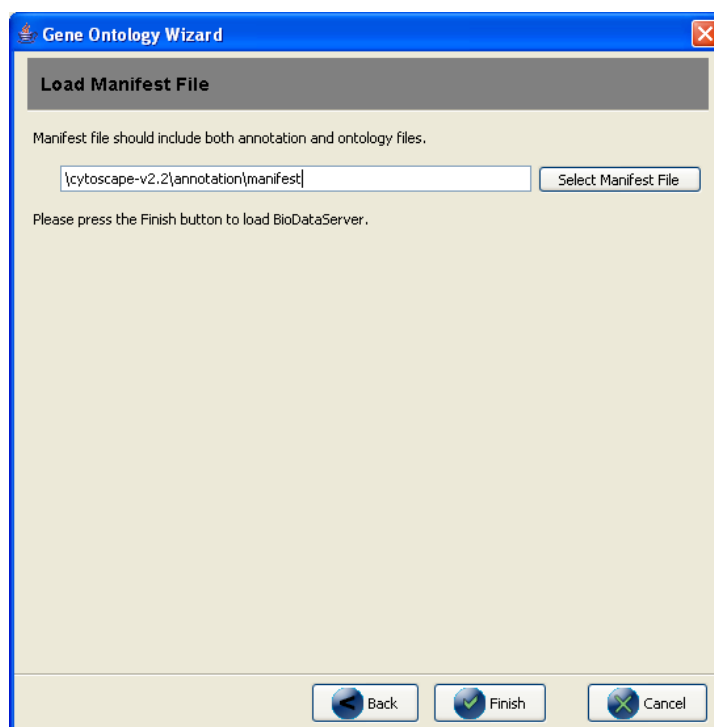 Gene Ontology Wizard
Load Manifest File
Manifest file should include both annotation and ontology files.
\cytoscape-v2.2\annotation\manifest
Select Manifest File
Please press the Finish button to load BioDataServer.
Back
Finish
Cancel